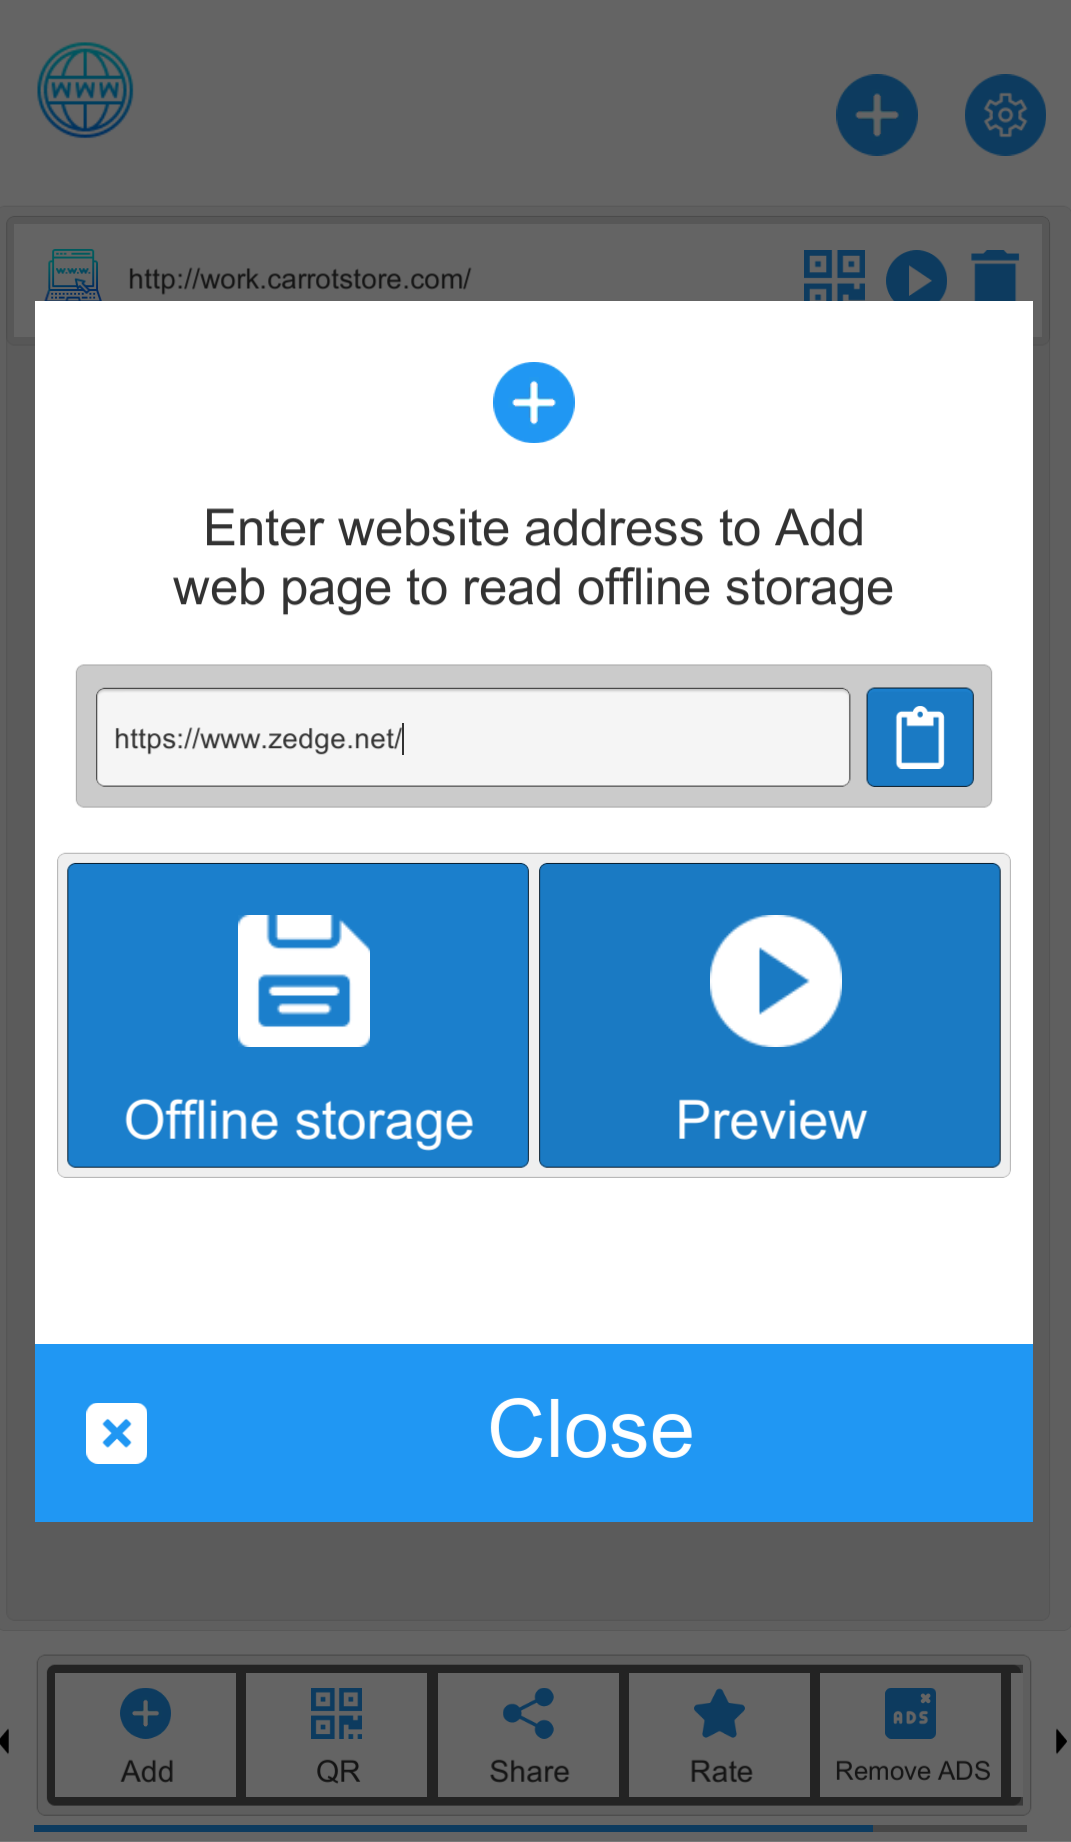 WWW
w.w.w.
http://work.carrotstore.com/
Enter website address to Add
web page to read offline storage
https://www.zedge.net/
Offline storage
Preview
Close
ADS
Add
QR
Share
Rate
Remove ADS